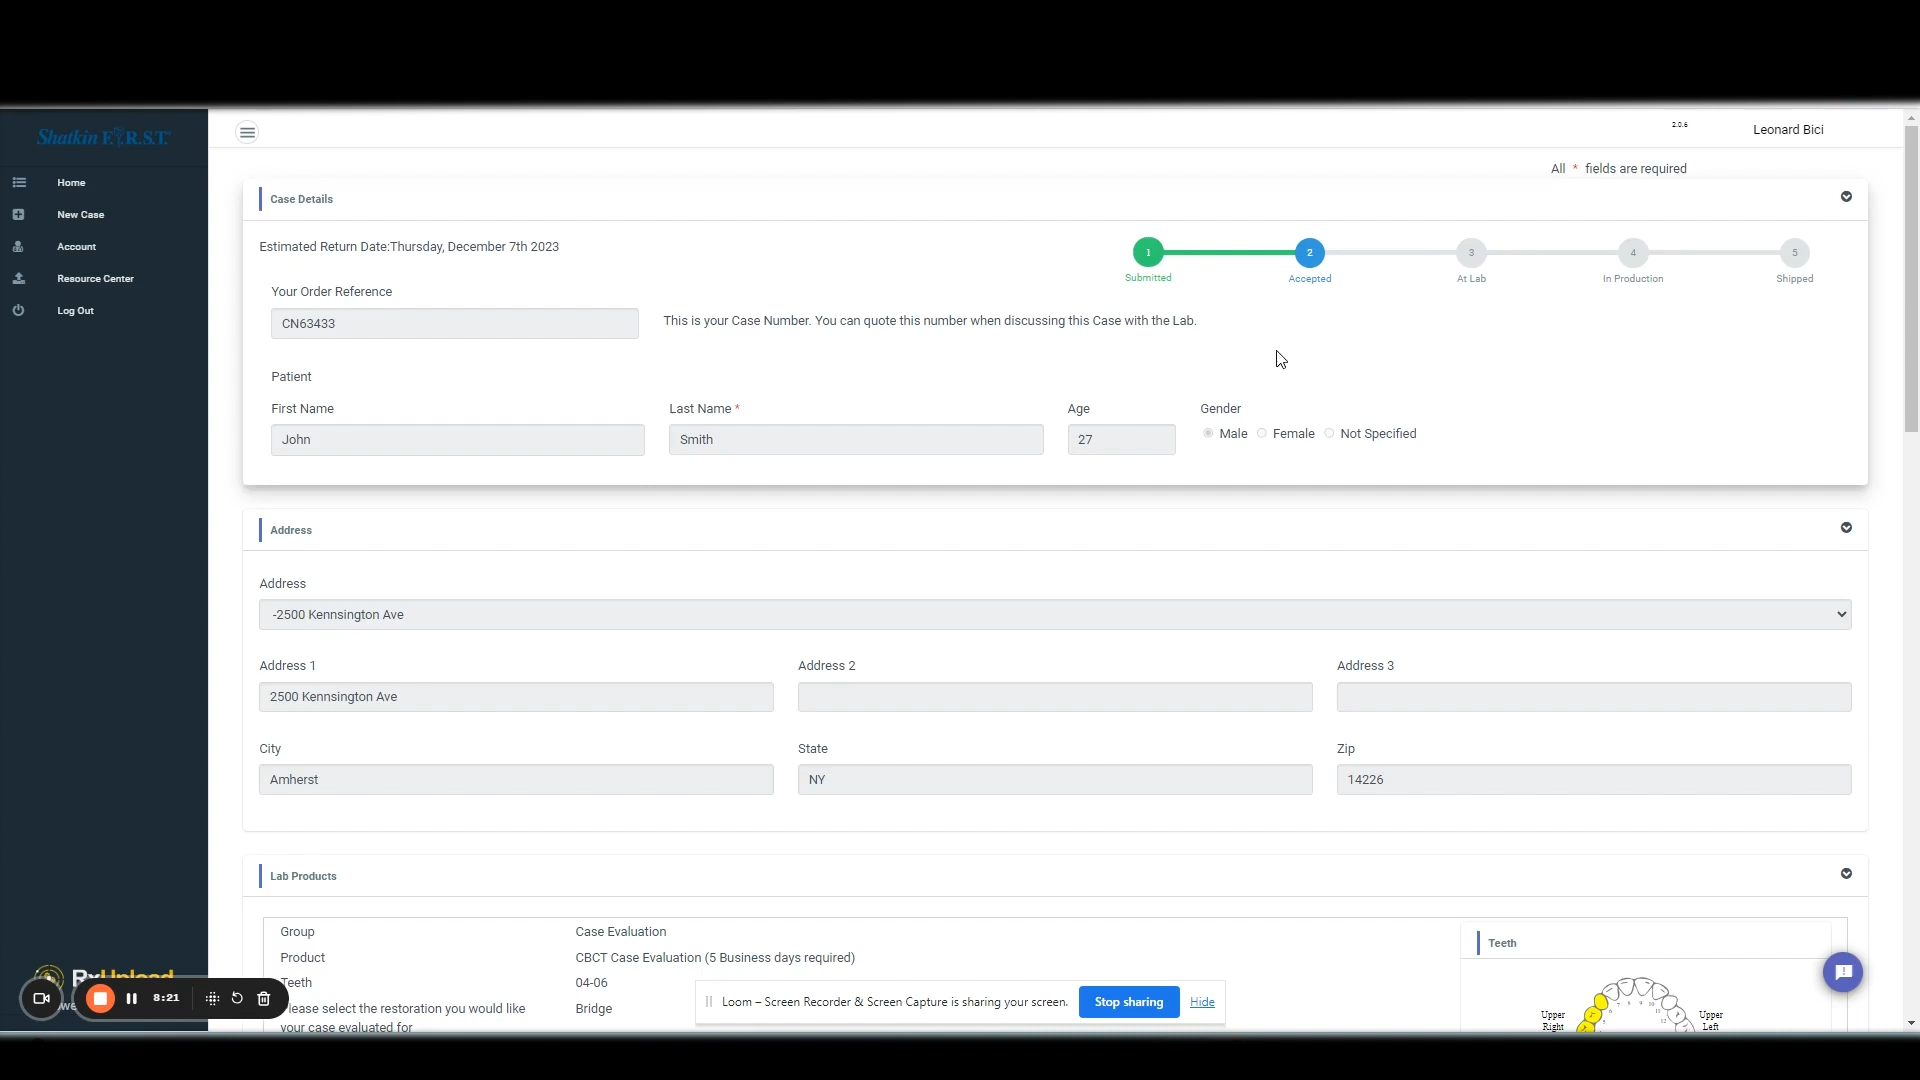 Shatkin F.I.R.S.T.
2.0.6
Leonard Bici
Home
New Case
Account
Resource Center
Log Out
All * fields are required
Case Details
Estimated Return Date:Thursday, December 7th 2023
1
2
3
4
5
Submitted
Accepted
At Lab
In Production
Shipped
Your Order Reference
CN63433
This is your Case Number. You can quote this number when discussing this Case with the Lab.
Patient
First Name
Last Name *
Age
Gender
John
Smith
27
Male
Female
Not Specified
Address
Address
-2500 Kennsington Ave
Address 1
Address 2
Address 3
2500 Kennsington Ave
City
State
Zip
Amherst
NY
14226
Lab Products
Group
Case Evaluation
Product
CBCT Case Evaluation (5 Business days required)
Teeth
04-06
lease select the restoration you would like
your case evaluated for
Bridge
Teeth
Upper
Right
Upper
Left
RxUpload
8:21
Loom – Screen Recorder & Screen Capture is sharing your screen.
Stop sharing
Hide